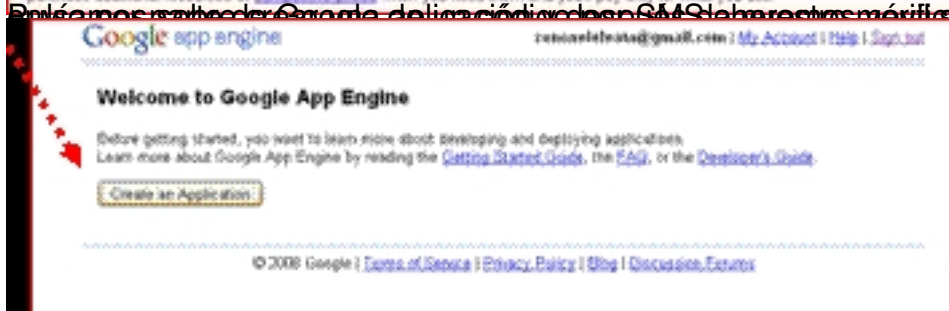 Google app engine
@gmail.com | My Account | Help | Sign out
Welcome to Google App Engine
Before getting started, you want to learn more about developing and deploying applications.
Learn more about Google App Engine by reading the Getting Started Guide, the FAQ, or the Developer's Guide.
Create an Application
© 2008 Google | Terms of Service | Privacy Policy | Blog | Discussion Forums